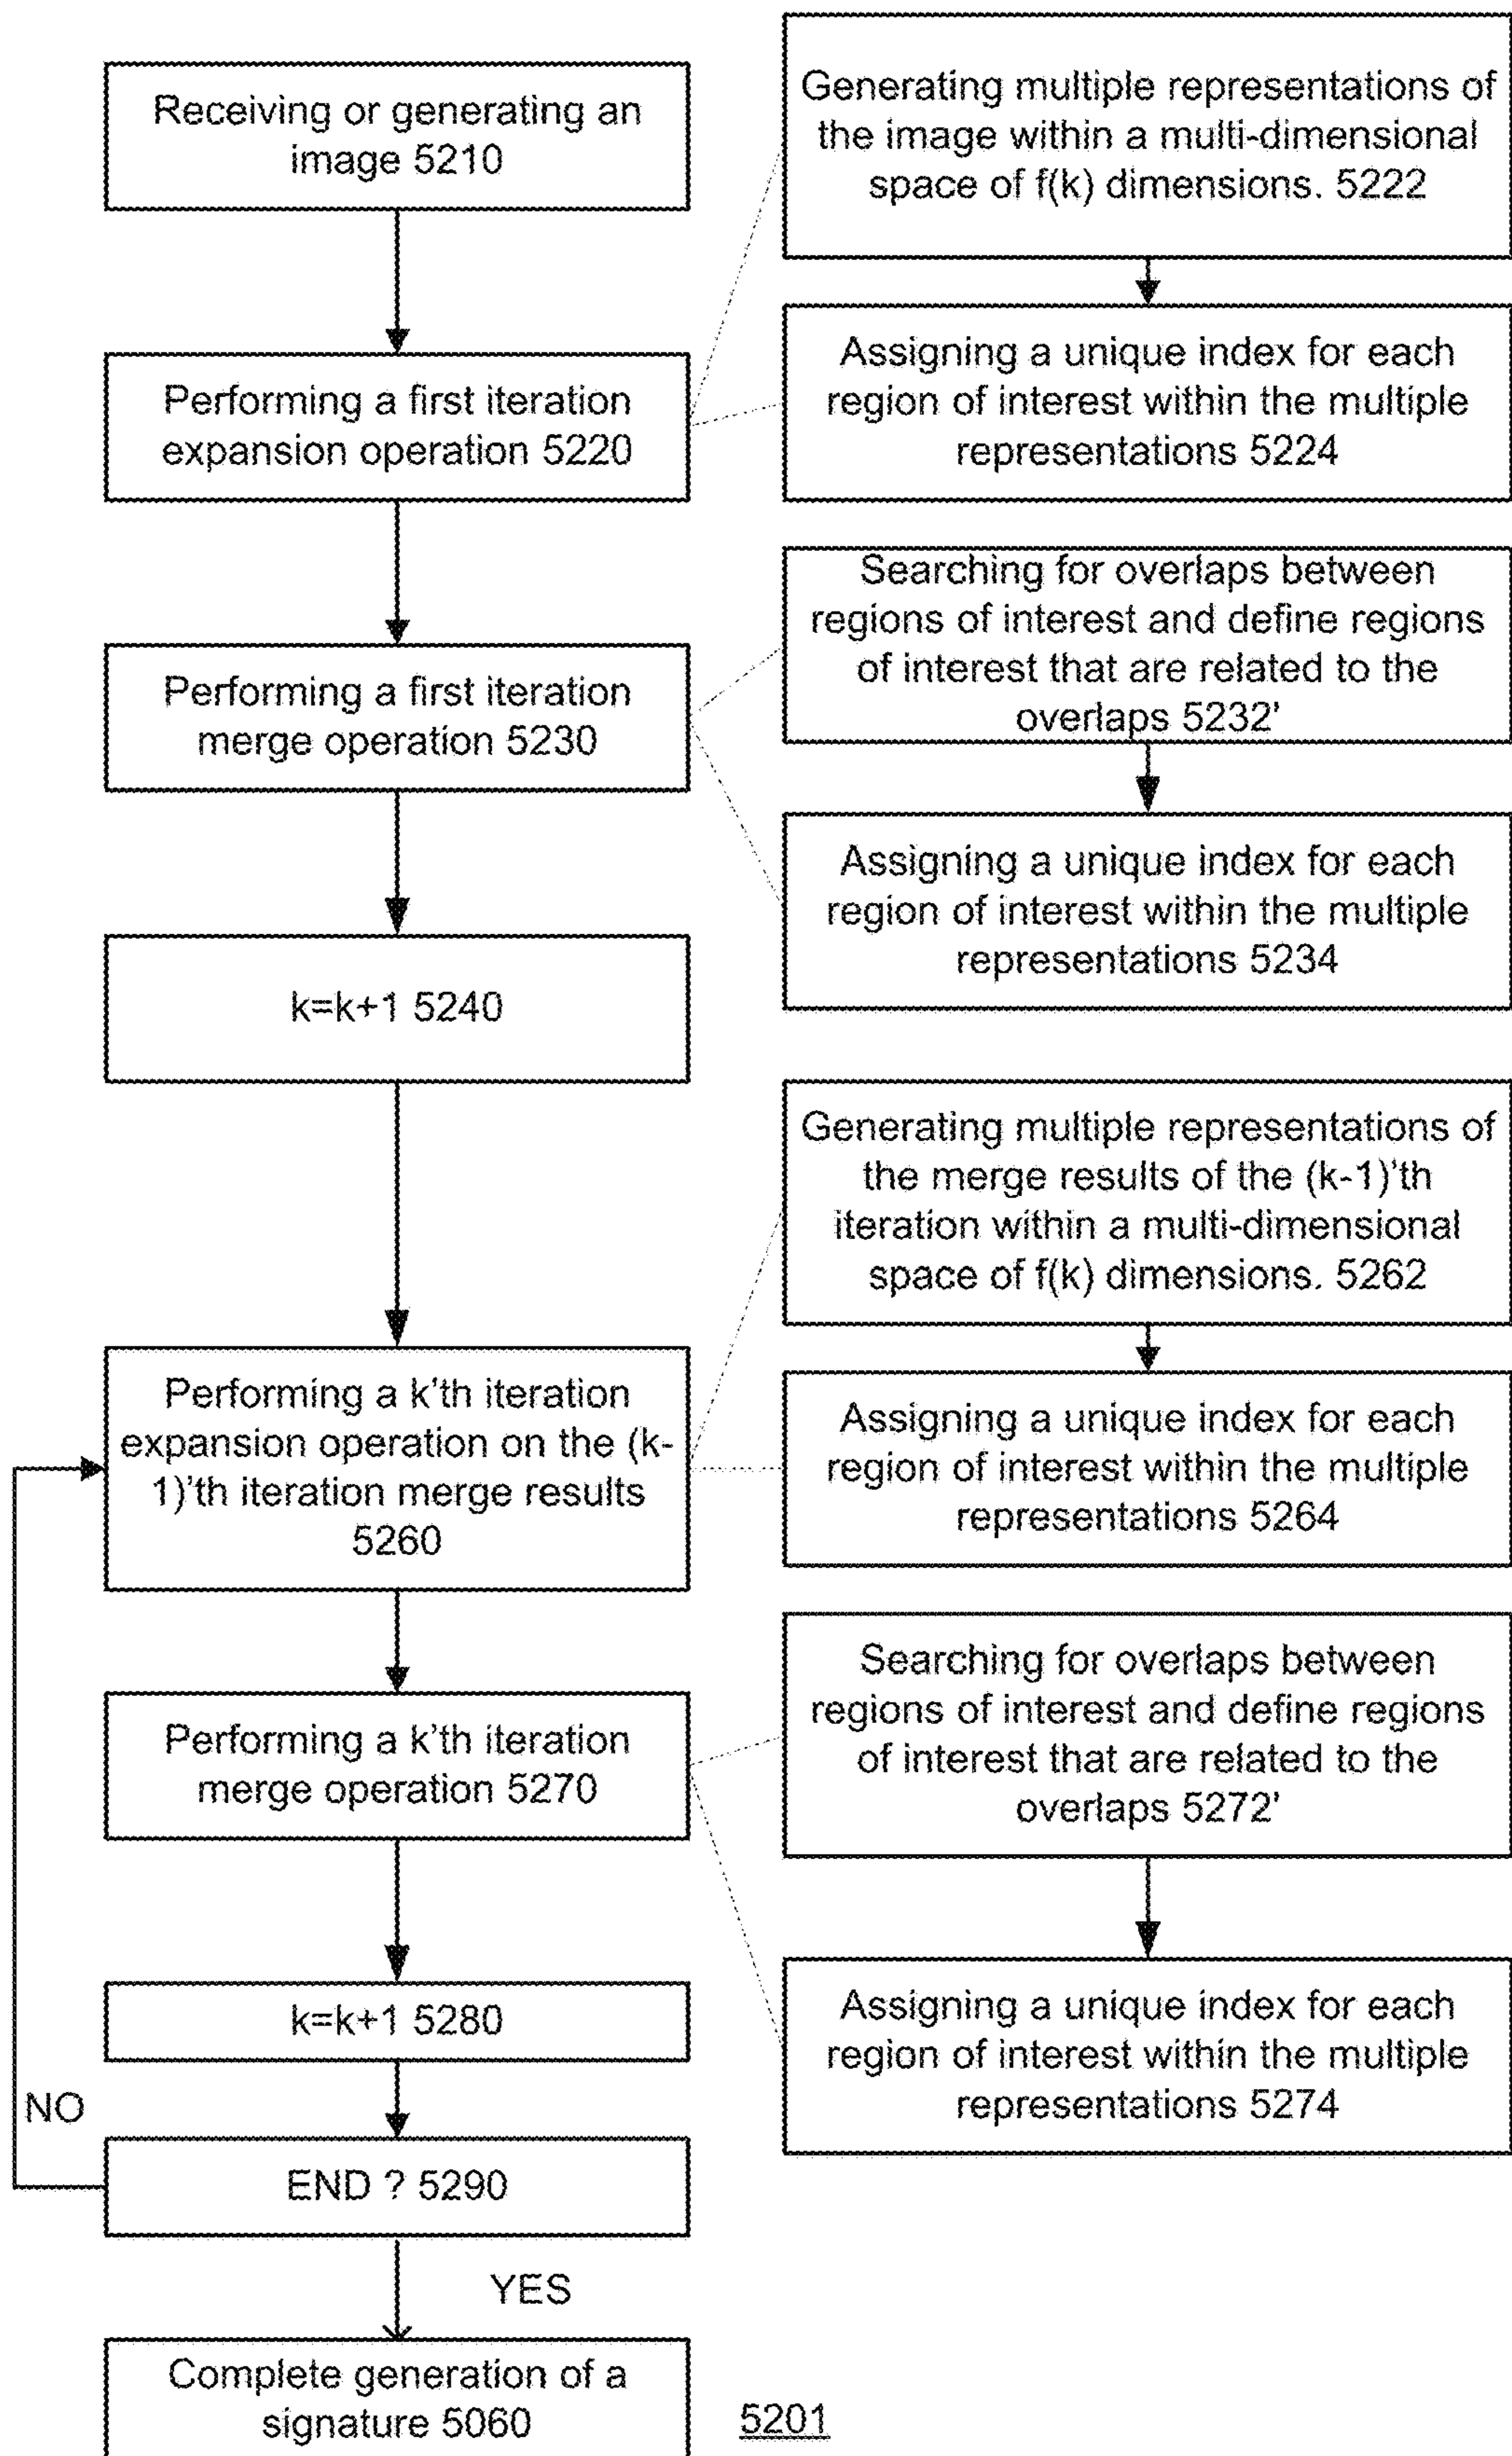 Receiving or generating an
image 5210
Generating multiple representations of
the image within a multi-dimensional
space of f(k) dimensions. 5222
Performing a first iteration
expansion operation 5220
Assigning a unique index for each
region of interest within the multiple
representations 5224
Performing a first iteration
merge operation 5230
Searching for overlaps between
regions of interest and define regions
of interest that are related to the
overlaps 5232'
Assigning a unique index for each
region of interest within the multiple
representations 5234
k=k+1 5240
Performing a k'th iteration
expansion operation on the (k-
1)'th iteration merge results
5260
Generating multiple representations of
the merge results of the (k-1)'th
iteration within a multi-dimensional
space of f(k) dimensions. 5262
Assigning a unique index for each
region of interest within the multiple
representations 5264
Performing a k'th iteration
merge operation 5270
Searching for overlaps between
regions of interest and define regions
of interest that are related to the
overlaps 5272'
Assigning a unique index for each
region of interest within the multiple
representations 5274
k=k+1 5280
NO
END ? 5290
YES
Complete generation of a
signature 5060
5201